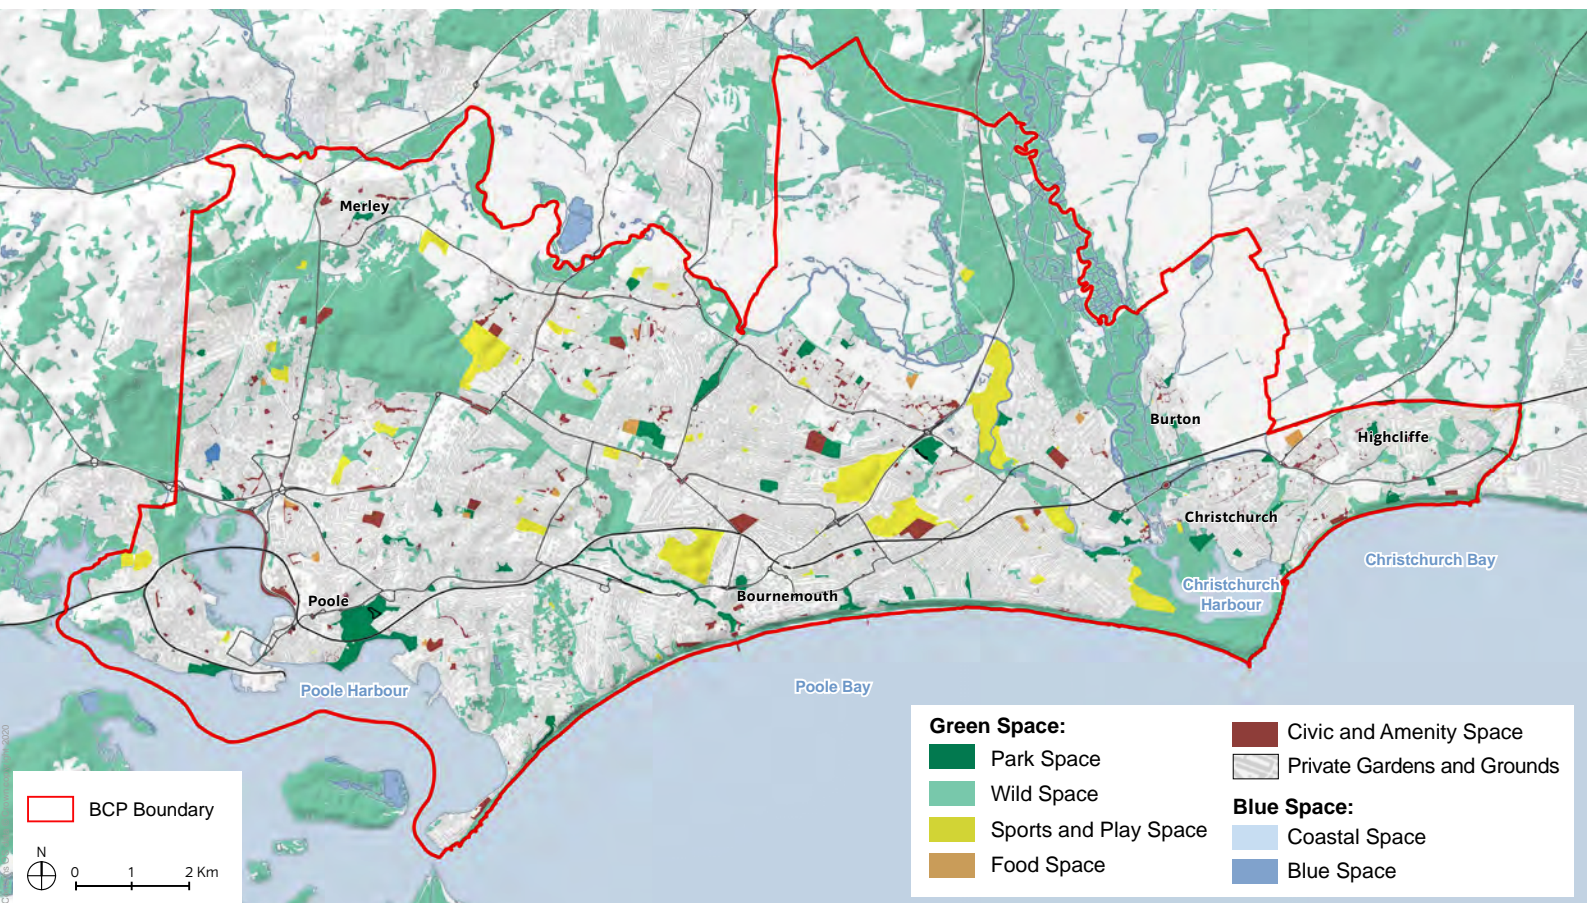 Merley
Burton
Highcliffe
Christchurch
Christchurch Bay
Christchurch
Harbour
Poole
Bournemouth
Poole Harbour
Poole Bay
BCP Boundary
N
0 1 2 Km
Green Space:
Park Space
Wild Space
Sports and Play Space
Food Space
Civic and Amenity Space
Private Gardens and Grounds
Blue Space:
Coastal Space
Blue Space